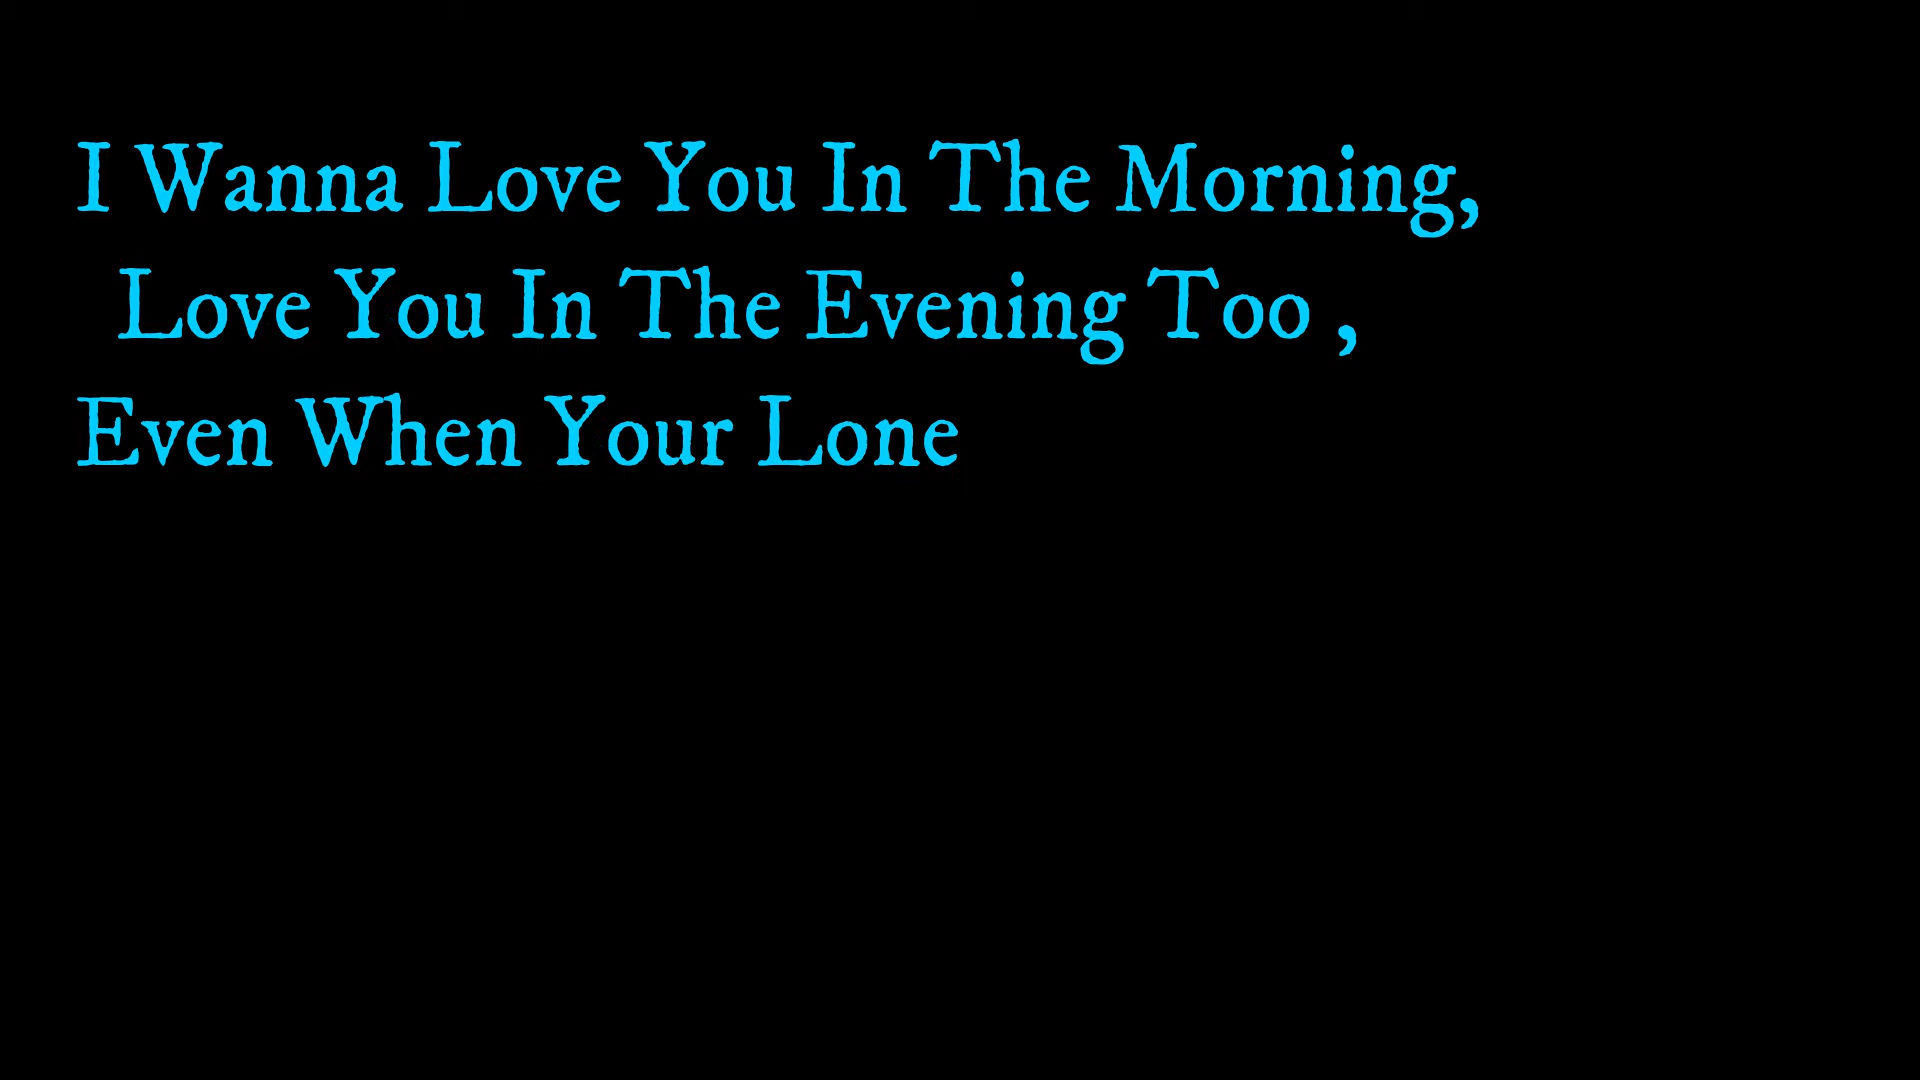 I Wanna Love You In The Morning,
Love You In The Evening Too ,
Even When Your Lone